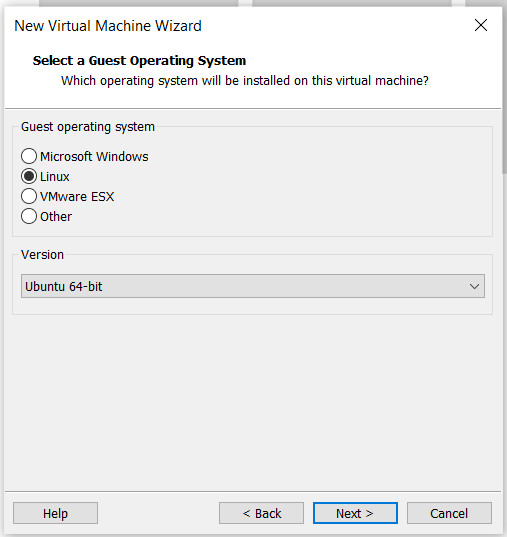 New Virtual Machine Wizard
Select a Guest Operating System
Which operating system will be installed on this virtual machine?
Guest operating system
Microsoft Windows
Linux
VMware ESX
Other
Version
Ubuntu 64-bit
Help
< Back
Next >
Cancel